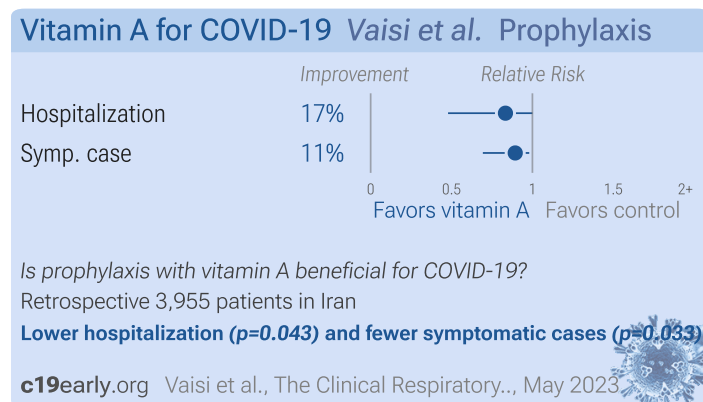 Vitamin A for COVID-19 Vaisi et al. Prophylaxis
Improvement Relative Risk
Hospitalization 17%
Symp. case 11%
0 0.5 1 1.5 2+
Favors vitamin A Favors control
Is prophylaxis with vitamin A beneficial for COVID-19?
Retrospective 3,955 patients in Iran
Lower hospitalization (p=0.043) and fewer symptomatic cases (p=0.033)
c19early.org Vaisi et al., The Clinical Respiratory.., May 2023